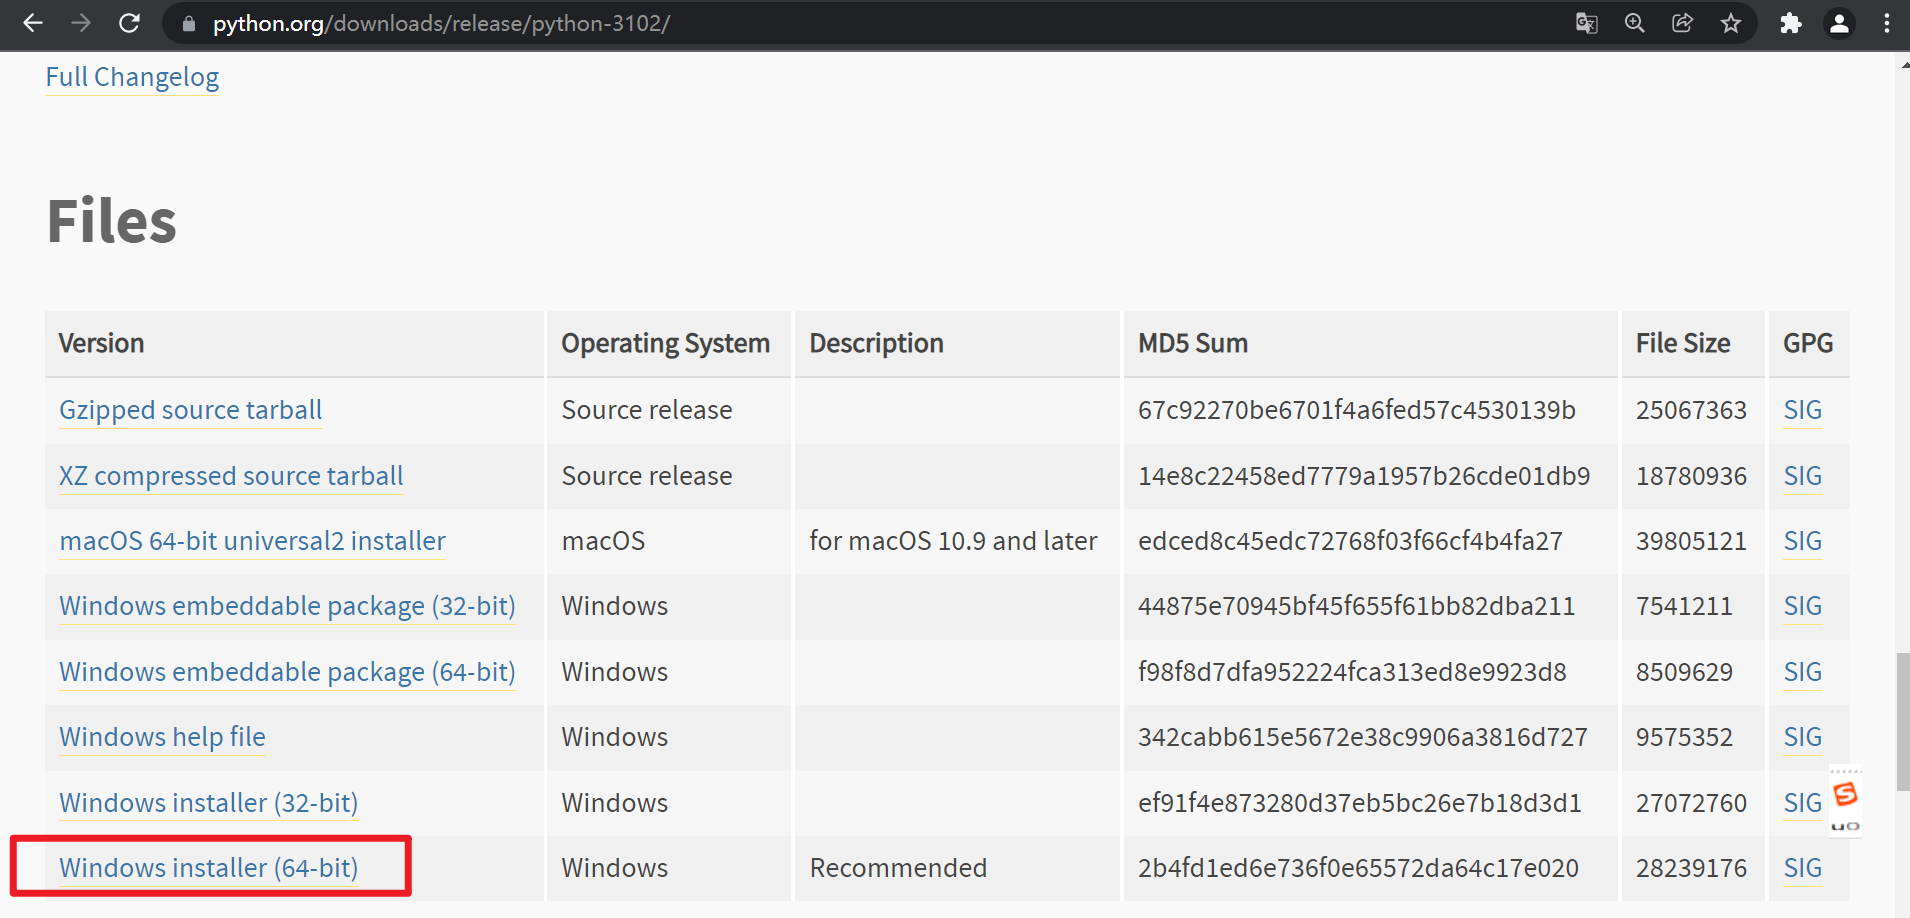 python.org/downloads/release/python-3102/
Full Changelog
Files
Version Operating System Description MD5 Sum File Size GPG
Gzipped source tarball Source release 67c92270be6701f4a6fed57c4530139b 25067363 SIG
XZ compressed source tarball Source release 14e8c22458ed7779a1957b26cde01db9 18780936 SIG
macOS 64-bit universal2 installer macOS for macOS 10.9 and later edced8c45edc72768f03f66cf4b4fa27 39805121 SIG
Windows embeddable package (32-bit) Windows 44875e70945bf45f655f61bb82dba211 7541211 SIG
Windows embeddable package (64-bit) Windows f98f8d7dfa952224fca313ed8e9923d8 8509629 SIG
Windows help file Windows 342cabb615e5672e38c9906a3816d727 9575352 SIG
Windows installer (32-bit) Windows ef91f4e873280d37eb5bc26e7b18d3d1 27072760 SIG
Windows installer (64-bit) Windows Recommended 2b4fd1ed6e736f0e65572da64c17e020 28239176 SIG